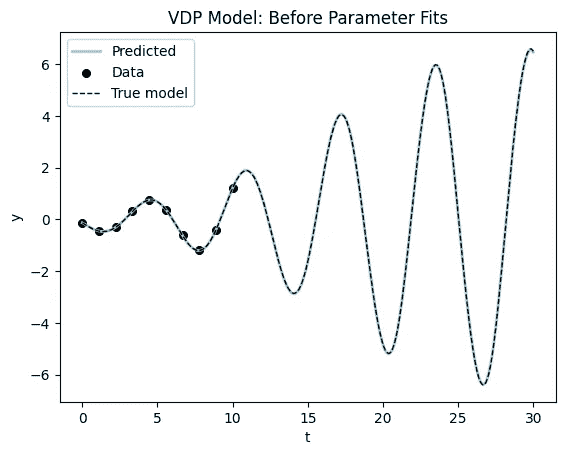 VDP Model: Before Parameter Fits
Predicted
Data
True model
y
6
4
2
0
−2
−4
−6
0 5 10 15 20 25 30
t